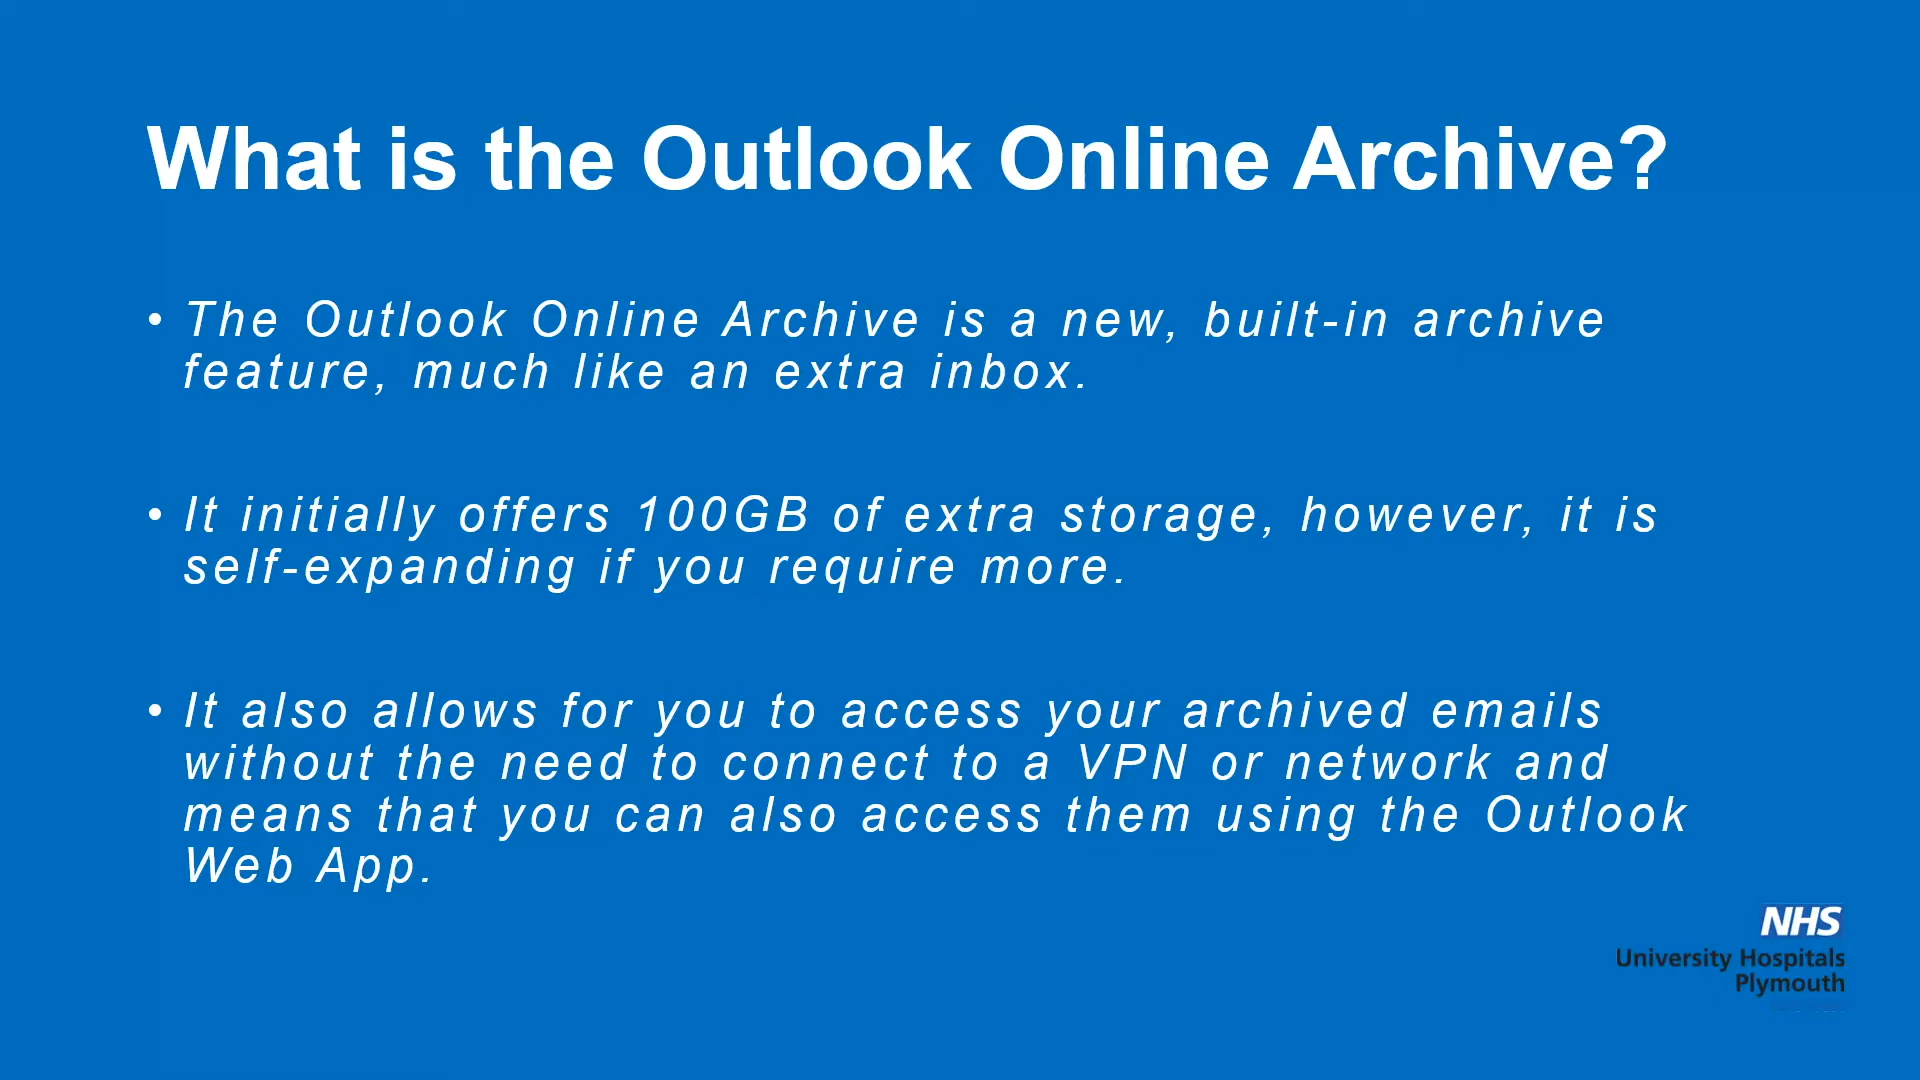 What is the Outlook Online Archive?
• The Outlook Online Archive is a new, built-in archive
feature, much like an extra inbox.
• It initially offers 100GB of extra storage, however, it is
self-expanding if you require more.
• It also allows for you to access your archived emails
without the need to connect to a VPN or network and
means that you can also access them using the Outlook
Web App.
NHS
University Hospitals
Plymouth